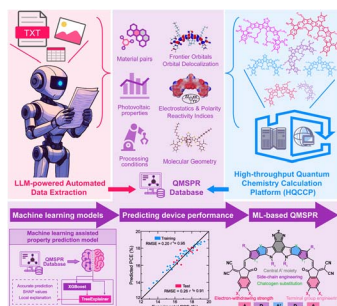 TXT
Material pairs
Frontier Orbitals
Orbital Delocalization
Photovoltaic
properties
Electrostatics & Polarity
Reactivity Indices
Processing
conditions
Molecular Geometry
LLM-powered Automated
Data Extraction
QMSPR
Database
High-throughput Quantum
Chemistry Calculation
Platform (HQCCP)
Machine learning models
Predicting device performance
ML-based QMSPR
Machine learning assisted
property prediction model
QMSPR
Database
Accurate prediction
SHAP values
Local explanation
XGBoost
TreeExplainer
Predicted PCE (%)
Training
Test
Central π moiety
Side-chain engineering
Chalcogen substitution
Electron-withdrawing strength
Terminal group engineering